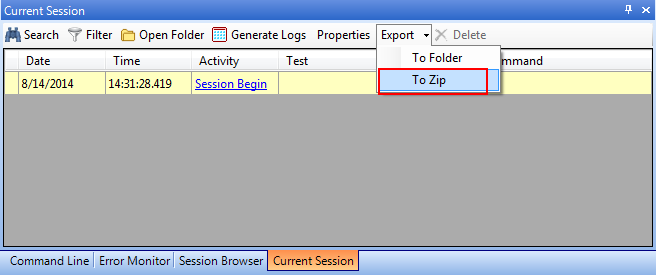 Current Session
Search Filter Open Folder Generate Logs Properties Export Delete
To Folder
To Zip
Date Time Activity Test mmand
8/14/2014 14:31:28.419 Session Begin
Command Line Error Monitor Session Browser Current Session